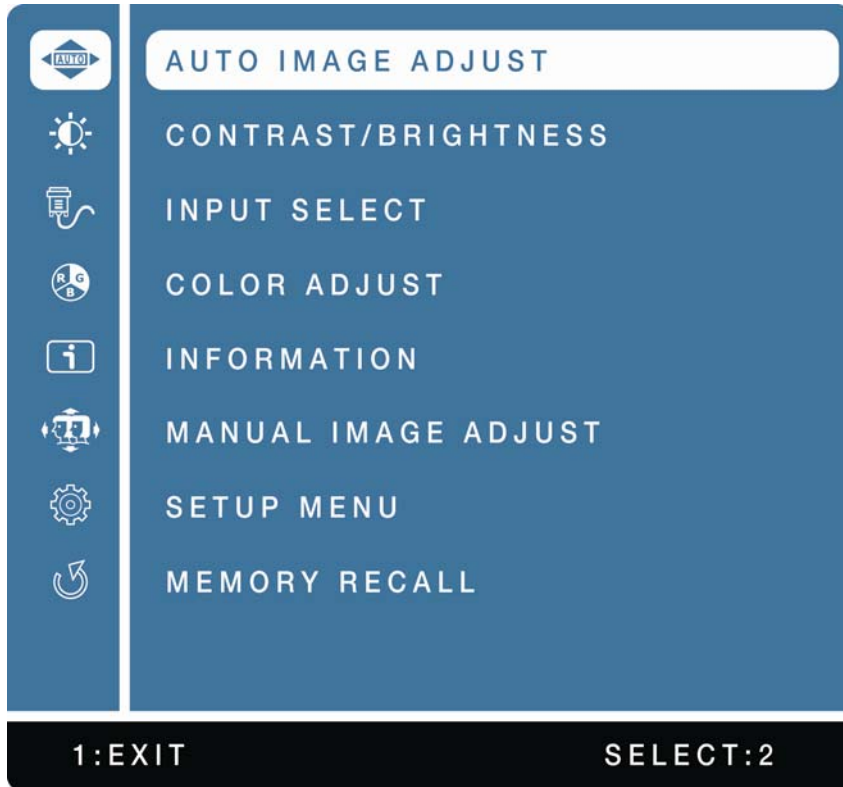 AUTO AUTO IMAGE ADJUST
CONTRAST/BRIGHTNESS
INPUT SELECT
R G B COLOR ADJUST
i INFORMATION
MANUAL IMAGE ADJUST
SETUP MENU
MEMORY RECALL
1:EXIT SELECT:2